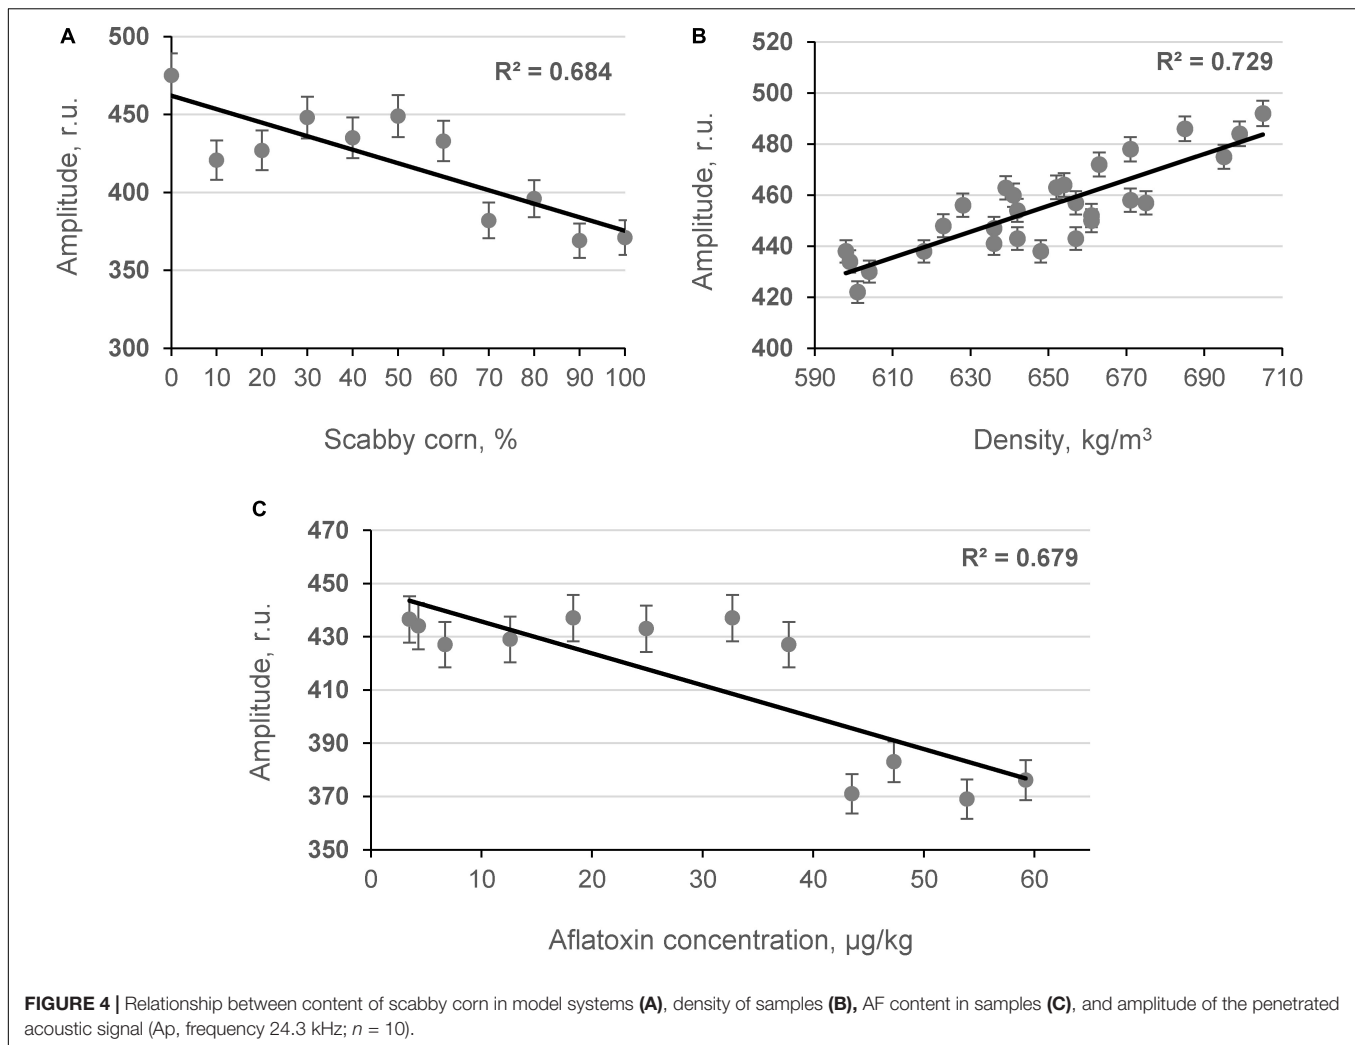 A
500
450
400
350
300
R² = 0.684
Amplitude, r.u.
0 10 20 30 40 50 60 70 80 90 100
Scabby corn, %
B
520
500
480
460
440
420
400
R² = 0.729
Amplitude, r.u.
590 610 630 650 670 690 710
Density, kg/m³
C
470
450
430
410
390
370
350
R² = 0.679
Amplitude, r.u.
0 10 20 30 40 50 60
Aflatoxin concentration, µg/kg
FIGURE 4 | Relationship between content of scabby corn in model systems (A), density of samples (B), AF content in samples (C), and amplitude of the penetrated
acoustic signal (Ap, frequency 24.3 kHz; n = 10).